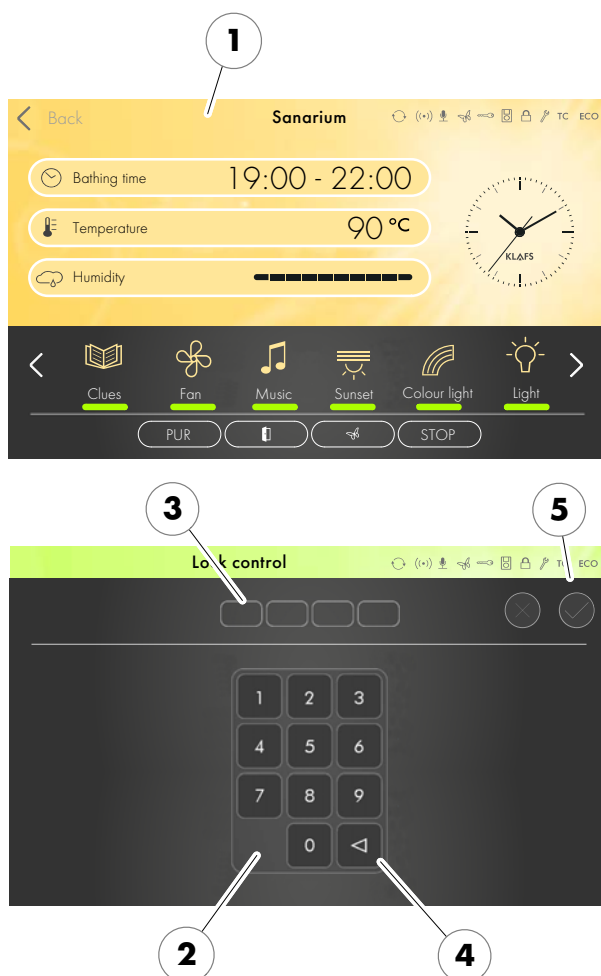 1
Back Sanarium TC ECO
Bathing time 19:00 - 22:00
Temperature 90 °C
Humidity
KLAFS
Clues Fan Music Sunset Colour light Light
PUR STOP
3 5
Lock control TC ECO
1 2 3
4 5 6
7 8 9
0
2 4